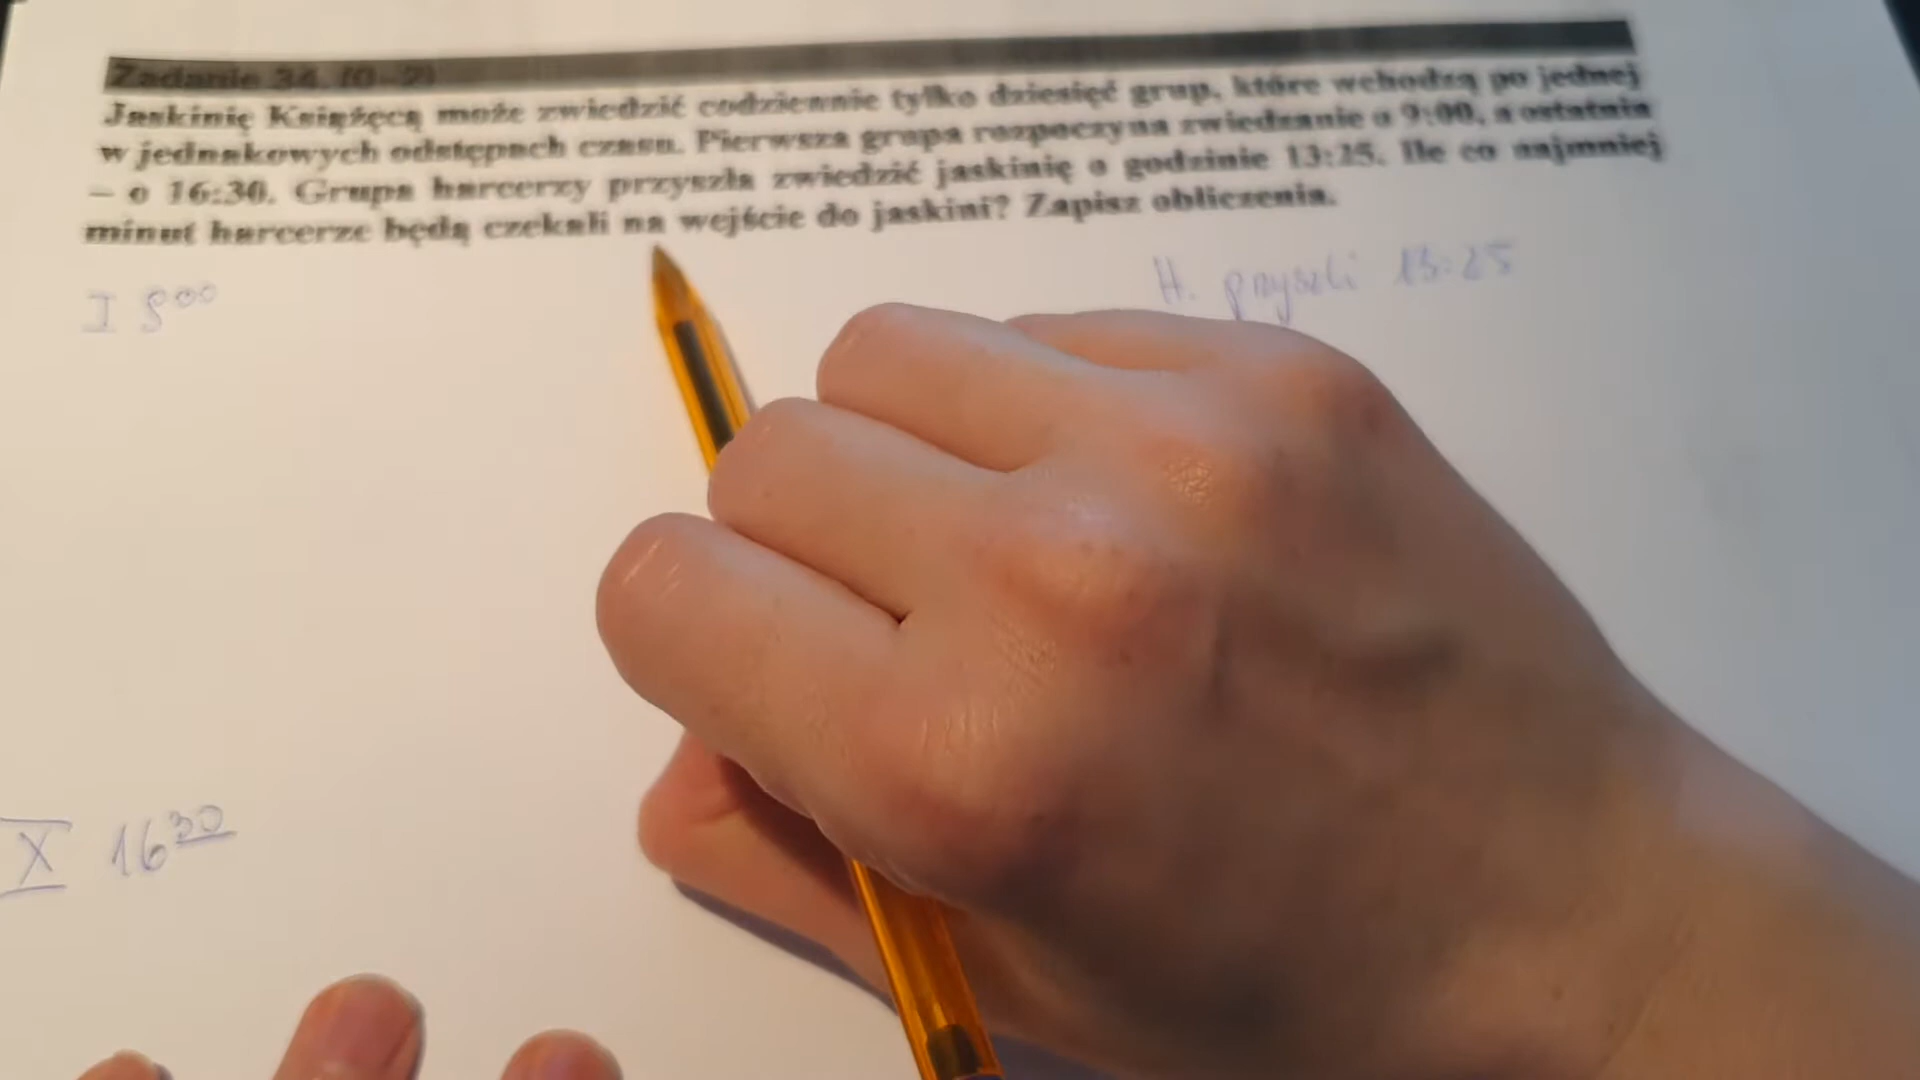 Zadanie 34. (0–2)
Jaskinię Książęcą może zwiedzić codziennie tylko dziesięć grup, które wchodzą po jednej
w jednakowych odstępach czasu. Pierwsza grupa rozpoczyna zwiedzanie o 9:00, a ostatnia
– o 16:30. Grupa harcerzy przyszła zwiedzić jaskinię o godzinie 13:25. Ile co najmniej
minut harcerze będą czekali na wejście do jaskini? Zapisz obliczenia.
H. przyszli 13:25
I 9⁰⁰
X 16³⁰